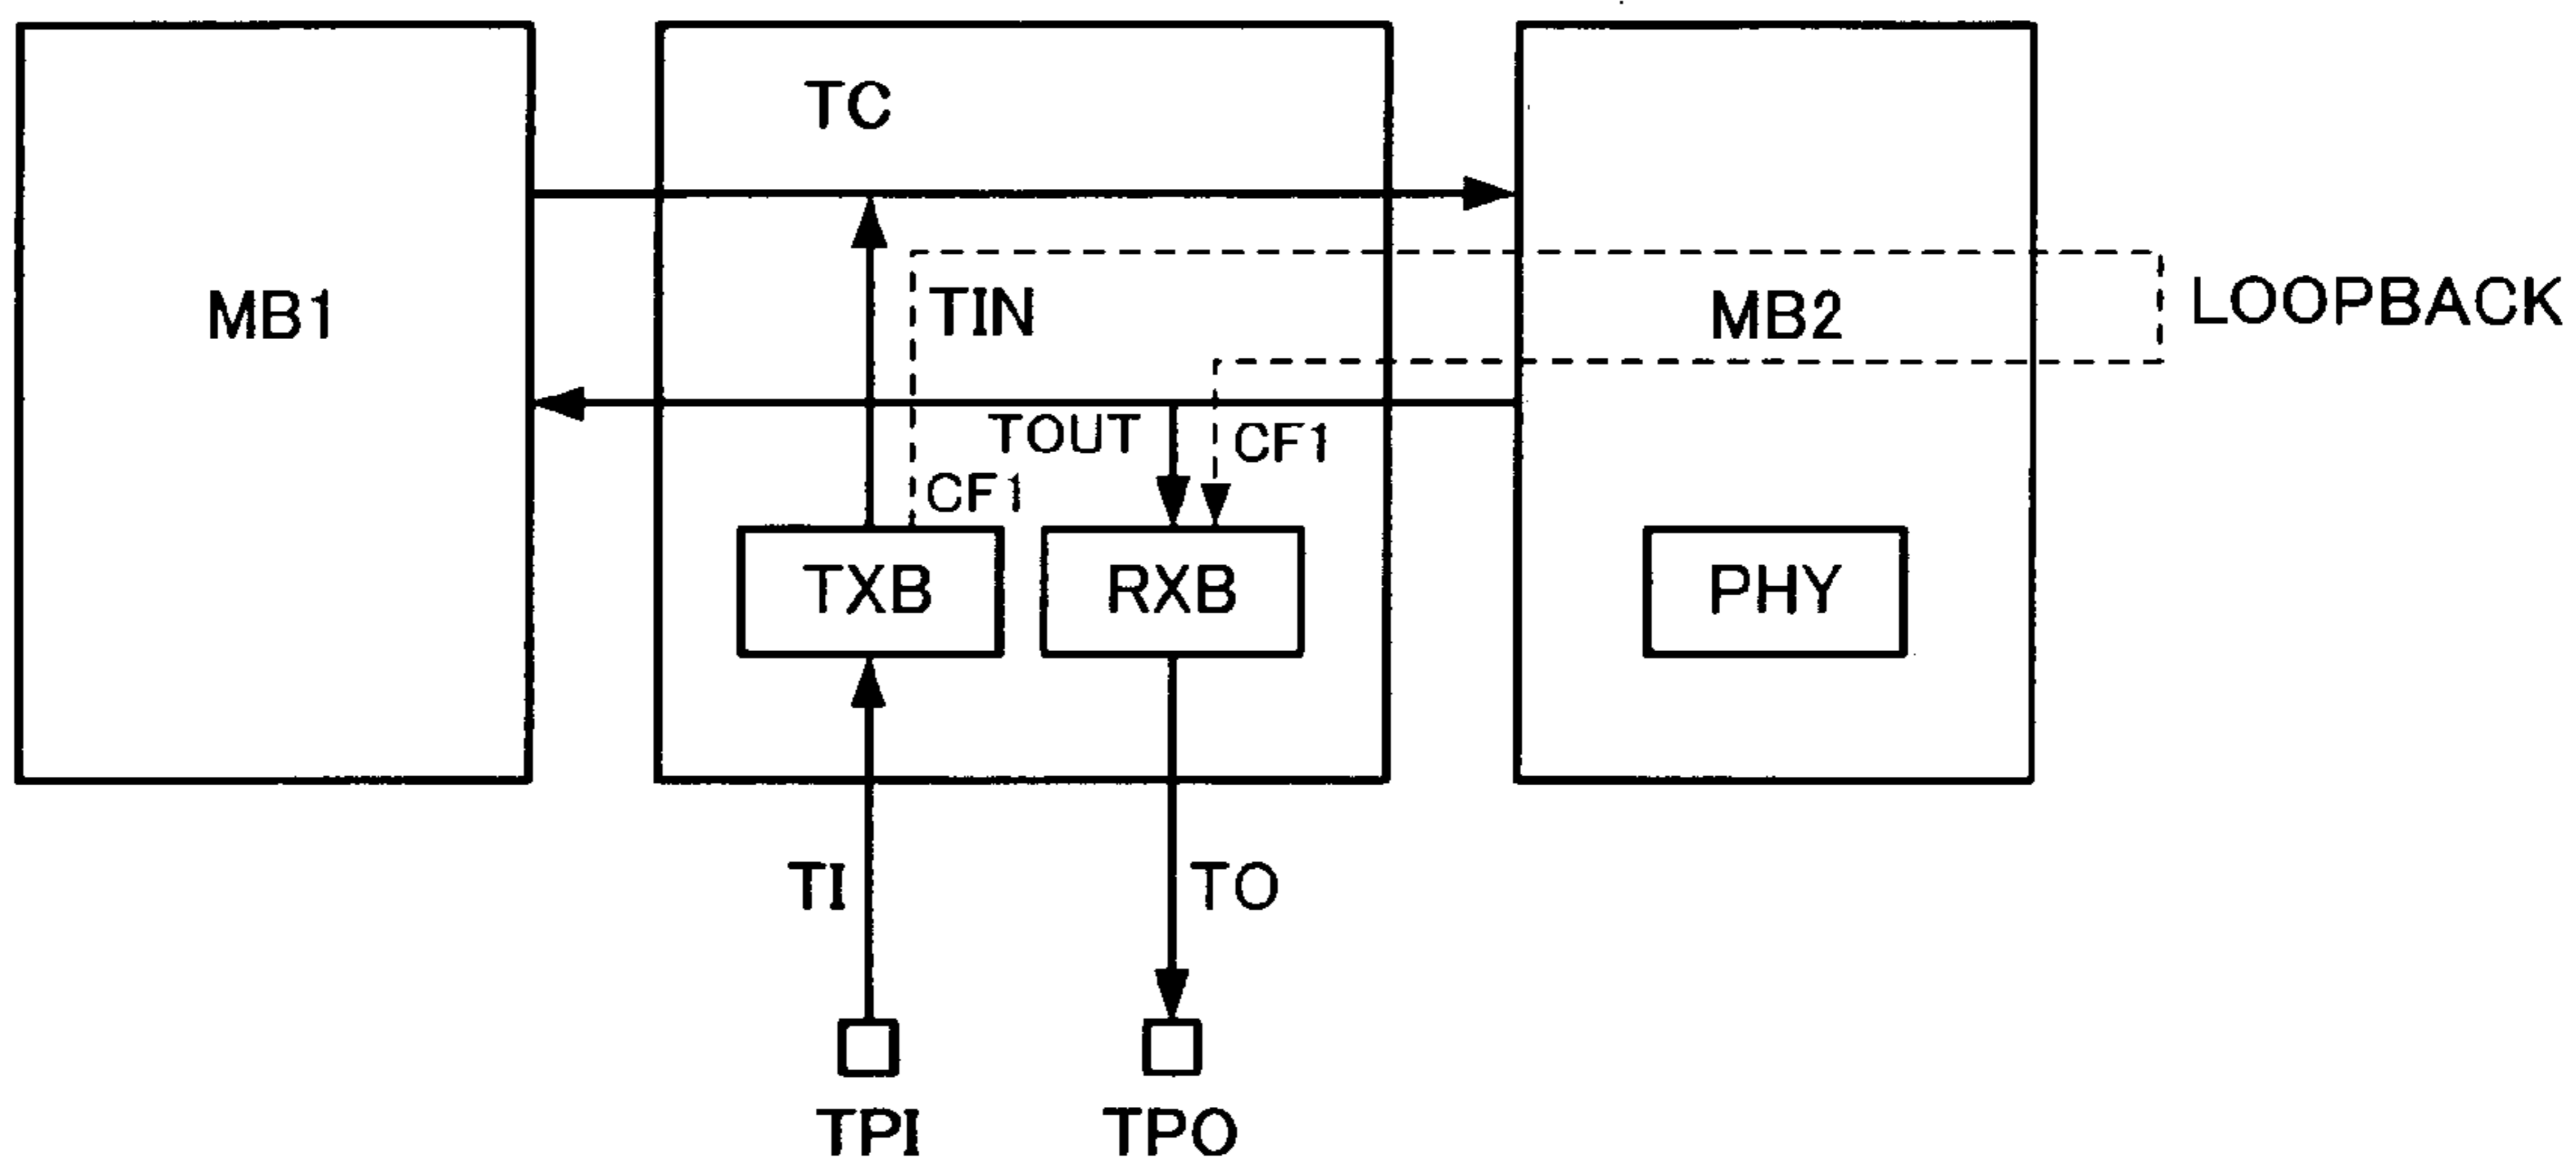 TC
MB1
TIN
MB2
LOOPBACK
TOUT
CF1
CF1
TXB
RXB
PHY
TI
TO
TPI
TPO